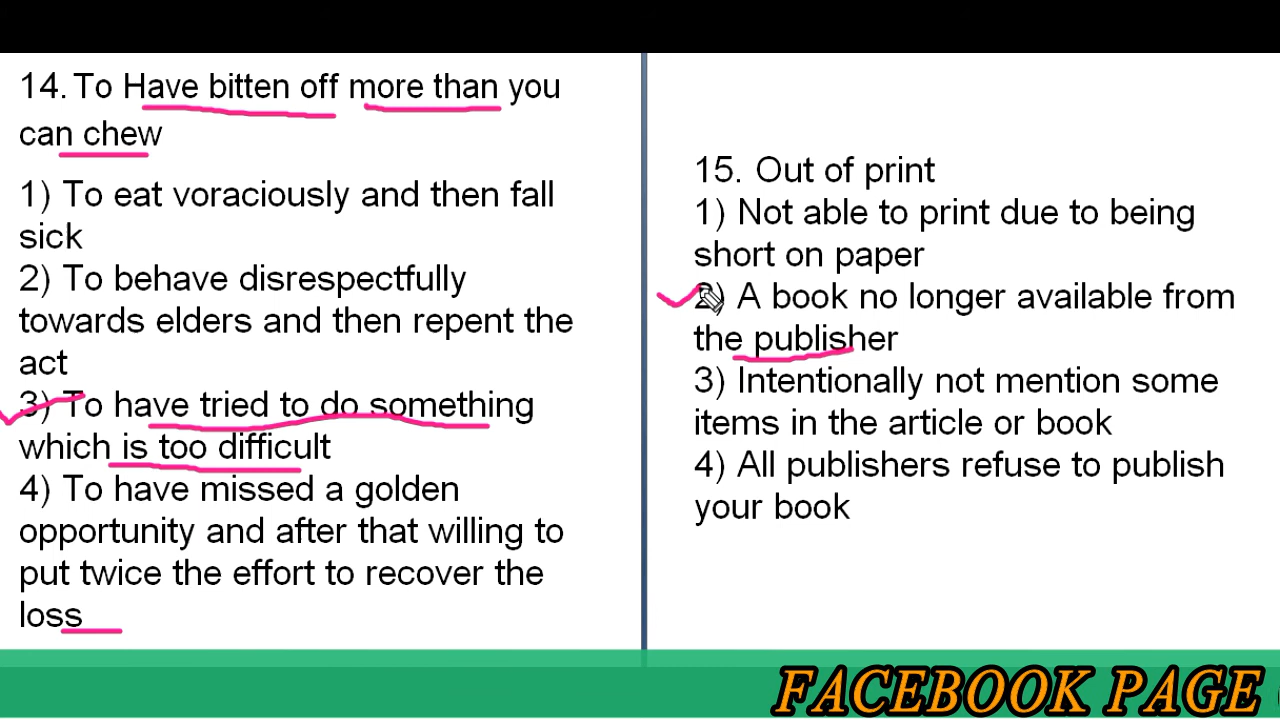 14. To Have bitten off more than you
can chew
1) To eat voraciously and then fall
sick
2) To behave disrespectfully
towards elders and then repent the
act
3) To have tried to do something
which is too difficult
4) To have missed a golden
opportunity and after that willing to
put twice the effort to recover the
loss
15. Out of print
1) Not able to print due to being
short on paper
2) A book no longer available from
the publisher
3) Intentionally not mention some
items in the article or book
4) All publishers refuse to publish
your book
FACEBOOK PAGE